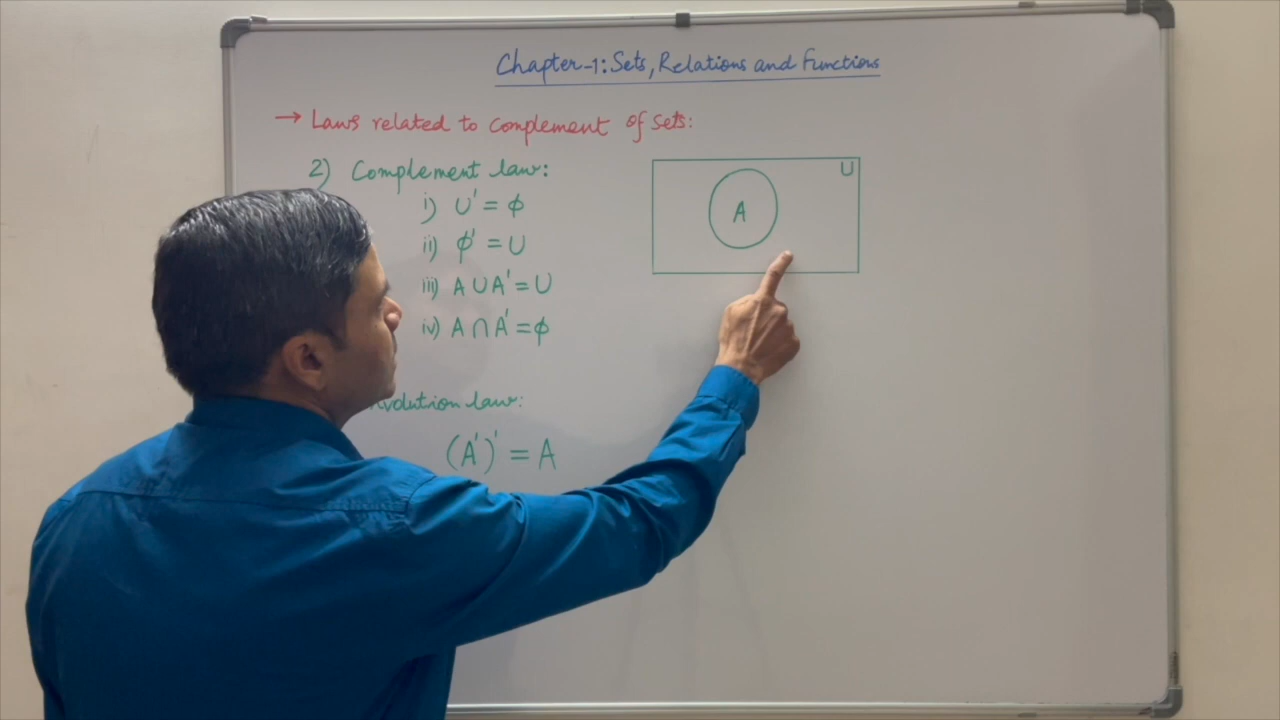 Chapter-1: Sets, Relations and Functions
→ Laws related to complement of sets:
2) Complement law:
i) U' = ϕ
ii) ϕ' = U
iii) A ∪ A' = U
iv) A ∩ A' = ϕ
law:
(A')' = A
U
A